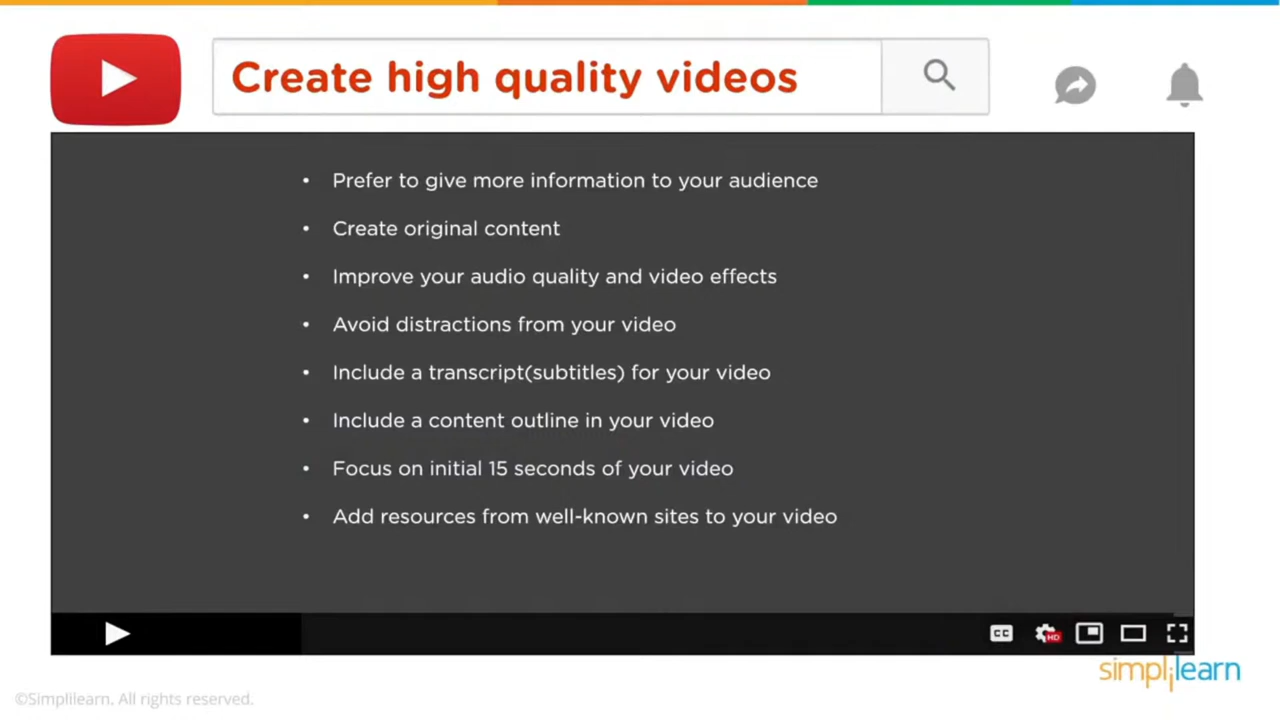 Create high quality videos
• Prefer to give more information to your audience
• Create original content
• Improve your audio quality and video effects
• Avoid distractions from your video
• Include a transcript(subtitles) for your video
• Include a content outline in your video
• Focus on initial 15 seconds of your video
• Add resources from well-known sites to your video
CC HD
simplilearn
©Simplilearn. All rights reserved.